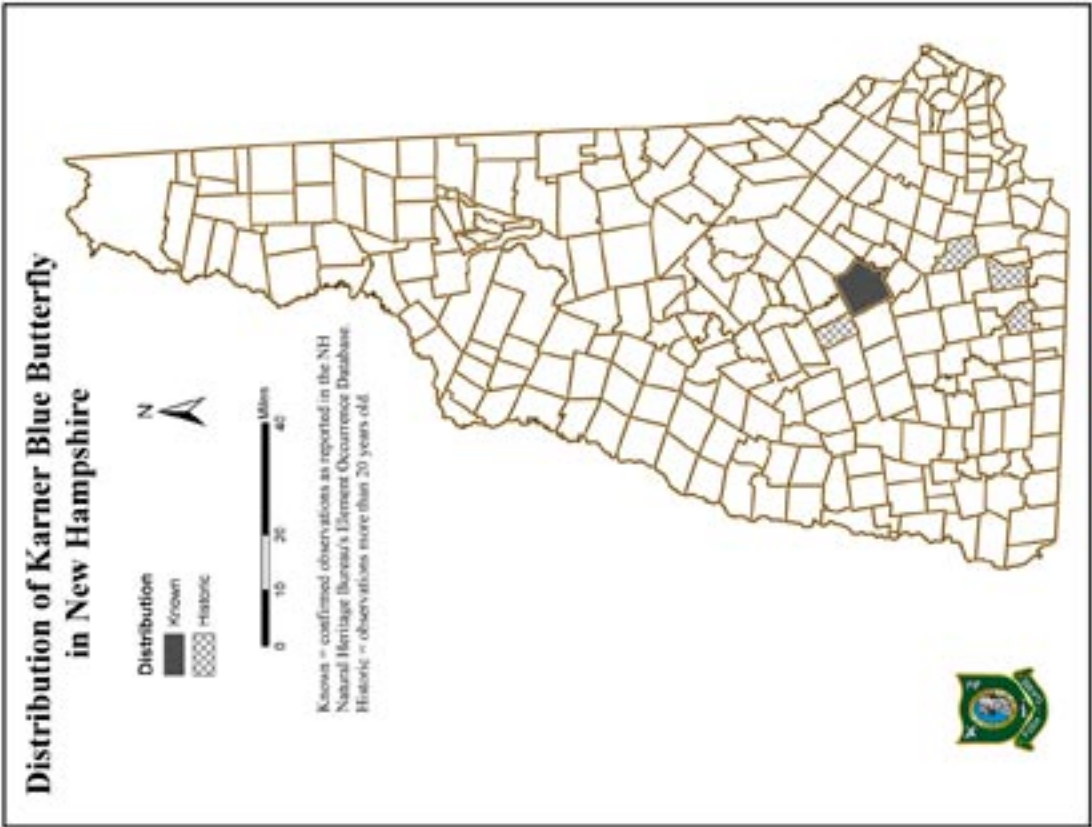 Distribution of Karner Blue Butterfly
in New Hampshire
N
Distribution
Known
Historic
0 10 20 40
Miles
Known = confirmed observations as reported in the NH
Natural Heritage Bureau's Element Occurrence Database.
Historic = observations more than 20 years old.